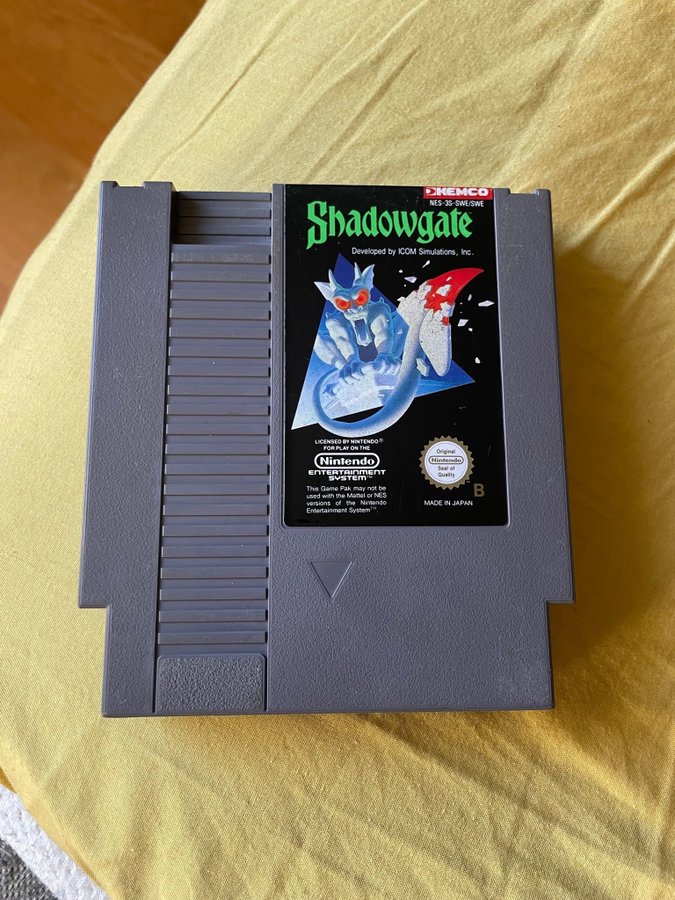 KEMCO
NES-3S-SWE/SWE
Shadowgate
Developed by ICOM Simulations, Inc.
LICENSED BY NINTENDO®
FOR PLAY ON THE
Nintendo
ENTERTAINMENT
SYSTEM™
This Game Pak may not be
used with the Mattel or NES
versions of the Nintendo
Entertainment System™.
Original
Nintendo
Seal of
Quality
B
MADE IN JAPAN